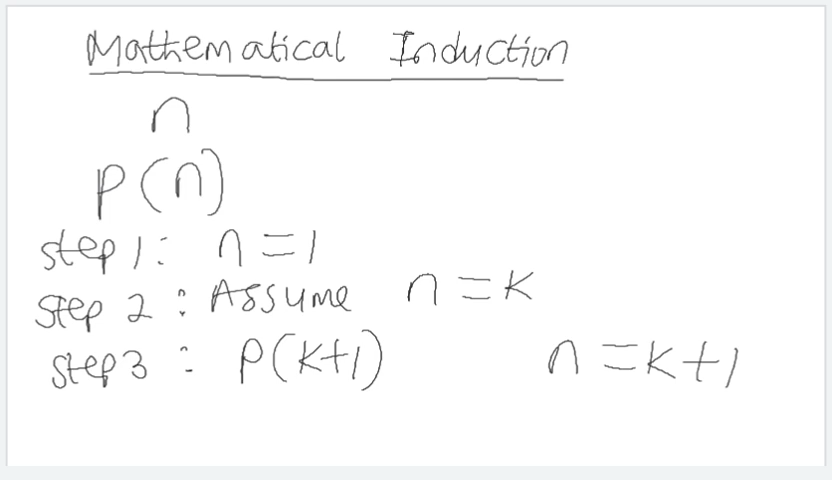 Mathematical Induction
n
P(n)
step 1: n = 1
step 2 : Assume n = k
step 3 : P(k+1) n = k + 1